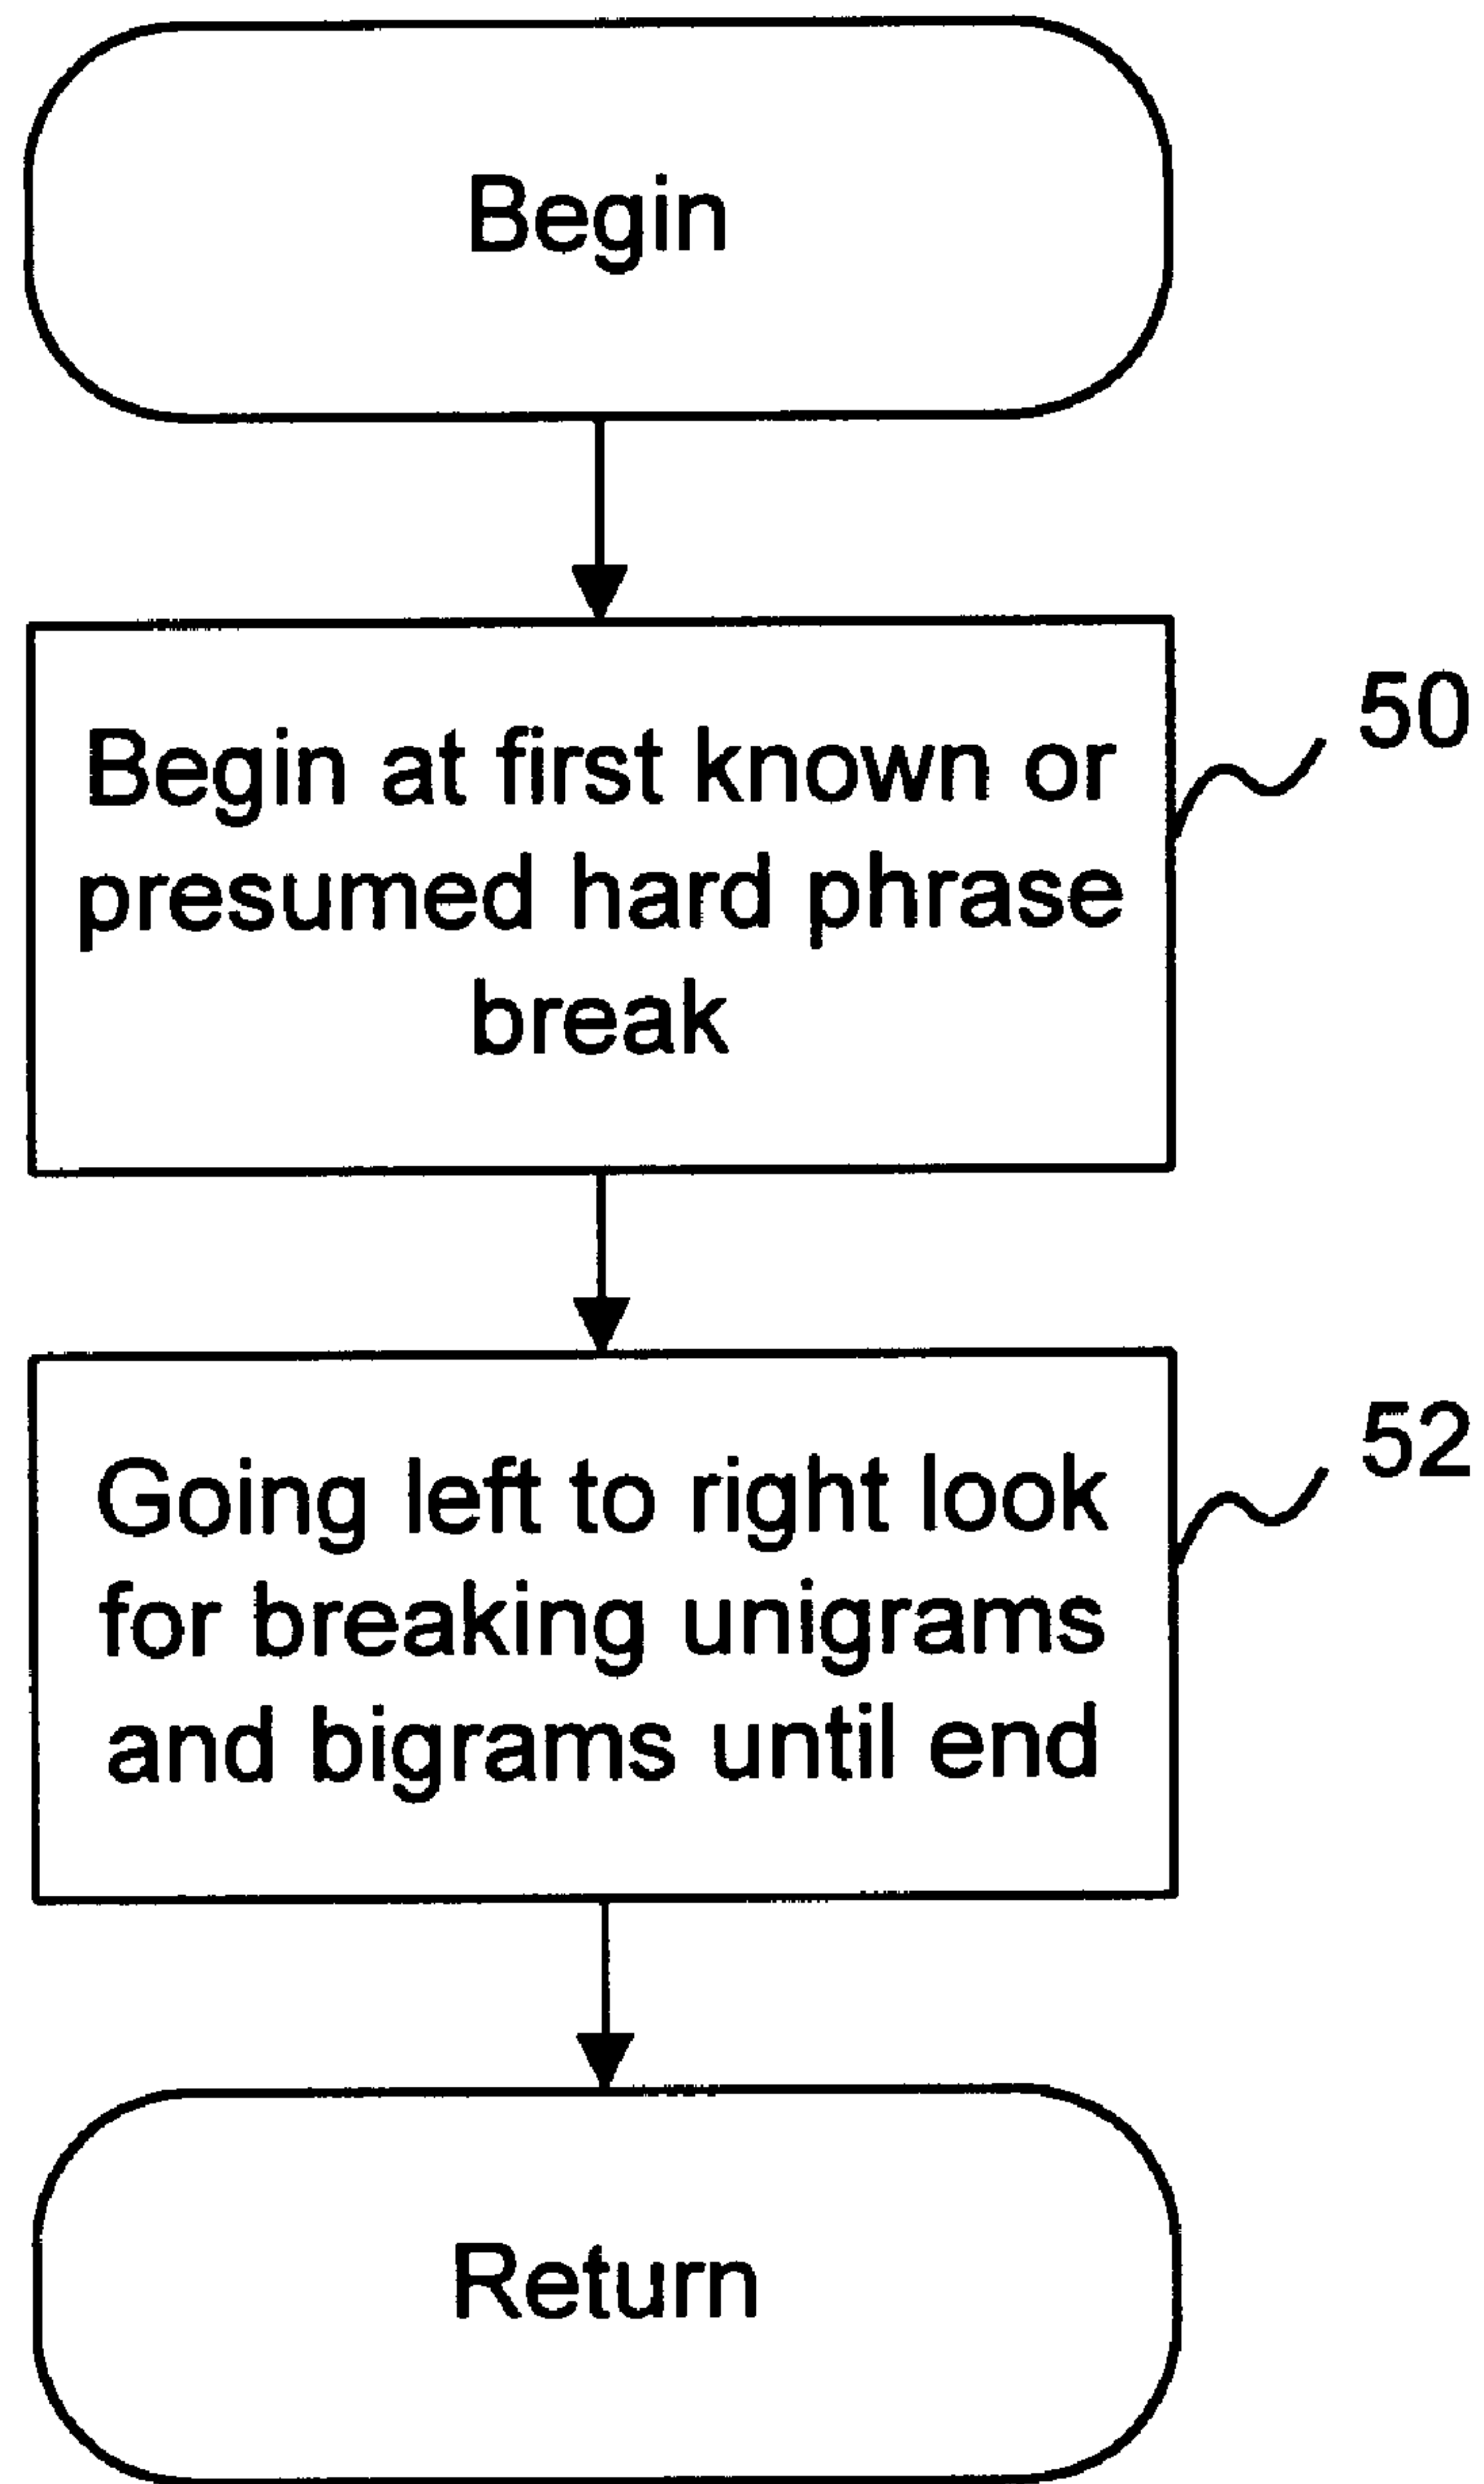 Begin
Begin at first known or
presumed hard phrase
break
50
Going left to right look
for breaking unigrams
and bigrams until end
52
Return